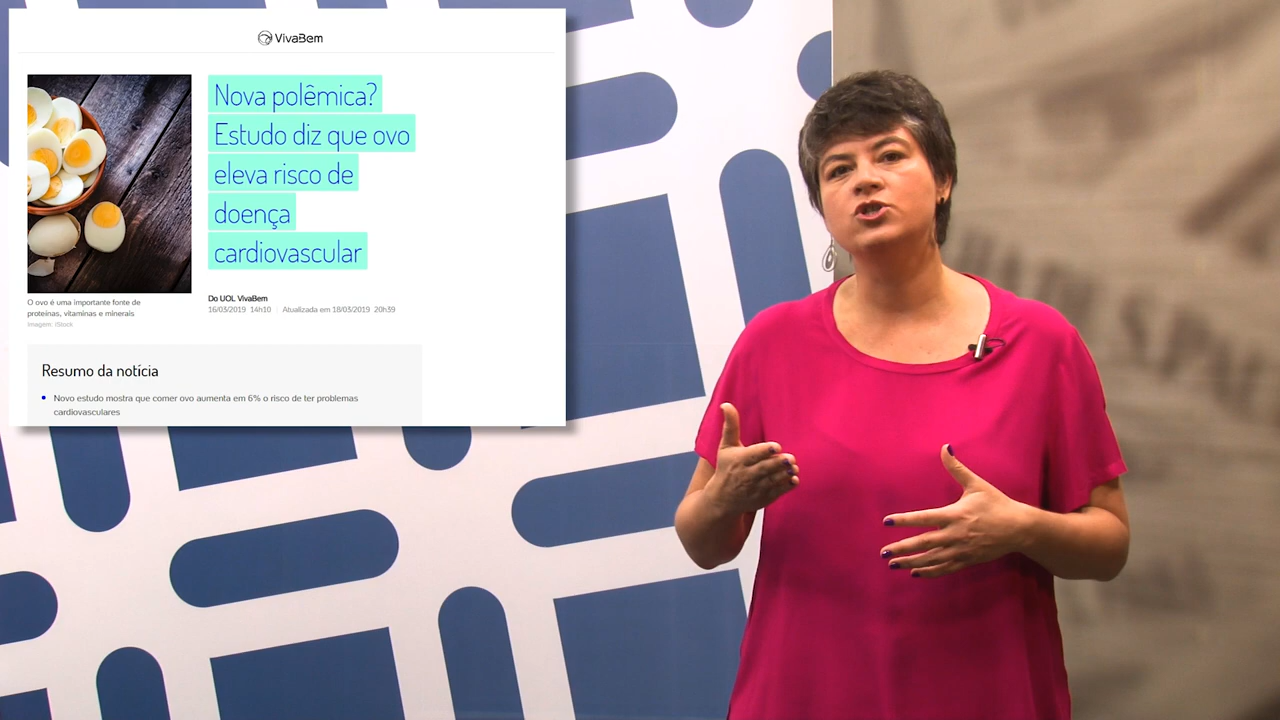 VivaBem
Nova polêmica?
Estudo diz que ovo
eleva risco de
doença
cardiovascular
Do UOL VivaBem
16/03/2019 14h10 Atualizada em 18/03/2019 20h39
O ovo é uma importante fonte de
proteínas, vitaminas e minerais
Imagem: iStock
Resumo da notícia
Novo estudo mostra que comer ovo aumenta em 6% o risco de ter problemas
cardiovasculares